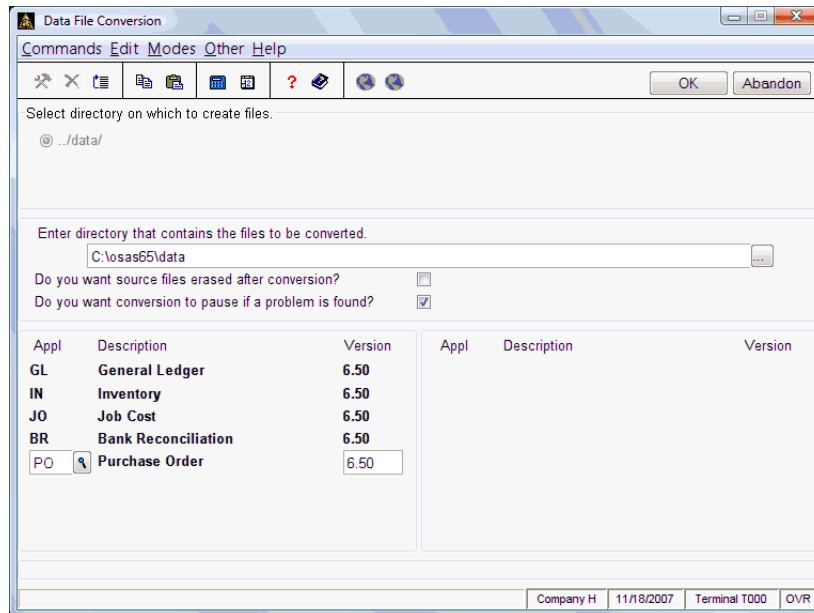 Data File Conversion
Commands Edit Modes Other Help
OK Abandon
Select directory on which to create files.
../data/
Enter directory that contains the files to be converted.
C:\osas65\data ...
Do you want source files erased after conversion?
Do you want conversion to pause if a problem is found?
Appl Description Version Appl Description Version
GL General Ledger 6.50
IN Inventory 6.50
JO Job Cost 6.50
BR Bank Reconciliation 6.50
PO Purchase Order 6.50
Company H 11/18/2007 Terminal T000 OVR